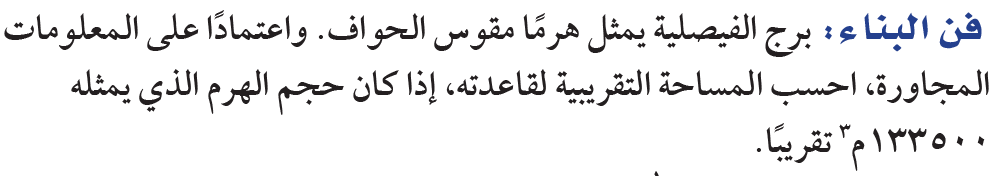 فن البناء: برج الفيصلية يمثل هرمًا مقوس الحواف. واعتمادًا على المعلومات
المجاورة، احسب المساحة التقريبية لقاعدته، إذا كان حجم الهرم الذي يمثله
١٣٣٥٠٠م٣ تقريبًا.